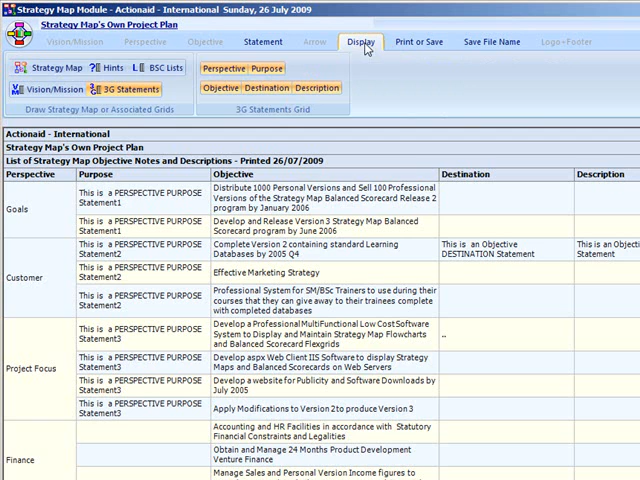 Strategy Map Module - Actionaid - International  Sunday, 26 July 2009
Strategy Map's Own Project Plan
Vision/Mission Perspective Objective Statement Arrow Display Print or Save Save File Name Logo+Footer
Strategy Map Hints BSC Lists
Perspective Purpose
Vision/Mission 3G Statements
Objective Destination Description
Draw Strategy Map or Associated Grids
3G Statements Grid
Actionaid - International
Strategy Map's Own Project Plan
List of Strategy Map Objective Notes and Descriptions - Printed 26/07/2009
Perspective Purpose Objective Destination Description
Goals
This is a PERSPECTIVE PURPOSE
Statement1
Distribute 1000 Personal Versions and Sell 100 Professional
Versions of the Strategy Map Balanced Scorecard Release 2
program by January 2006
This is a PERSPECTIVE PURPOSE
Statement1
Develop and Release Version 3 Strategy Map Balanced
Scorecard program by June 2006
Customer
This is a PERSPECTIVE PURPOSE
Statement2
Complete Version 2 containing standard Learning
Databases by 2005 Q4
This is an Objective
DESTINATION Statement
This is an Objective
Statement
This is a PERSPECTIVE PURPOSE
Statement2
Effective Marketing Strategy
This is a PERSPECTIVE PURPOSE
Statement2
Professional System for SM/BSc Trainers to use during their
courses that they can give away to their trainees complete
with completed databases
Project Focus
This is a PERSPECTIVE PURPOSE
Statement3
Develop a Professional MultiFunctional Low Cost Software
System to Display and Maintain Strategy Map Flowcharts
and Balanced Scorecard Flexgrids
..
This is a PERSPECTIVE PURPOSE
Statement3
Develop aspx Web Client IIS Software to display Strategy
Maps and Balanced Scorecards on Web Servers
This is a PERSPECTIVE PURPOSE
Statement3
Develop a website for Publicity and Software Downloads by
July 2005
This is a PERSPECTIVE PURPOSE
Statement3
Apply Modifications to Version 2 to produce Version 3
Finance
Accounting and HR Facilities in accordance with Statutory
Financial Constraints and Legalities
Obtain and Manage 24 Months Product Development
Venture Finance
Manage Sales and Personal Version Income figures to